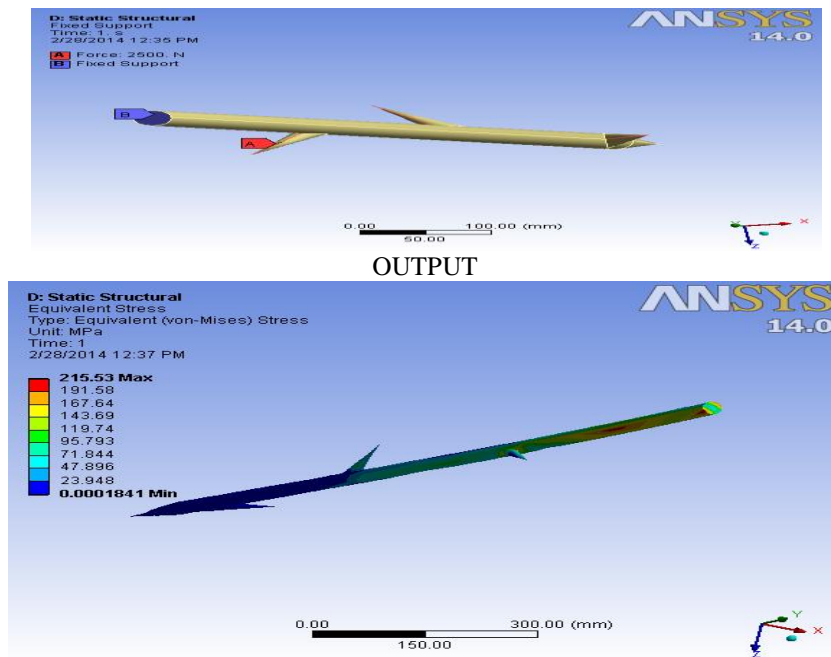 D: Static Structural
Fixed Support
Time: 1. s
2/28/2014 12:35 PM
A Force: 2500. N
B Fixed Support
ANSYS
14.0
B
A
0.00 100.00 (mm)
50.00
Y X
Z
OUTPUT
D: Static Structural
Equivalent Stress
Type: Equivalent (von-Mises) Stress
Unit: MPa
Time: 1
2/28/2014 12:37 PM
ANSYS
14.0
215.53 Max
191.58
167.64
143.69
119.74
95.793
71.844
47.896
23.948
0.0001841 Min
0.00 300.00 (mm)
150.00
Y
X
Z